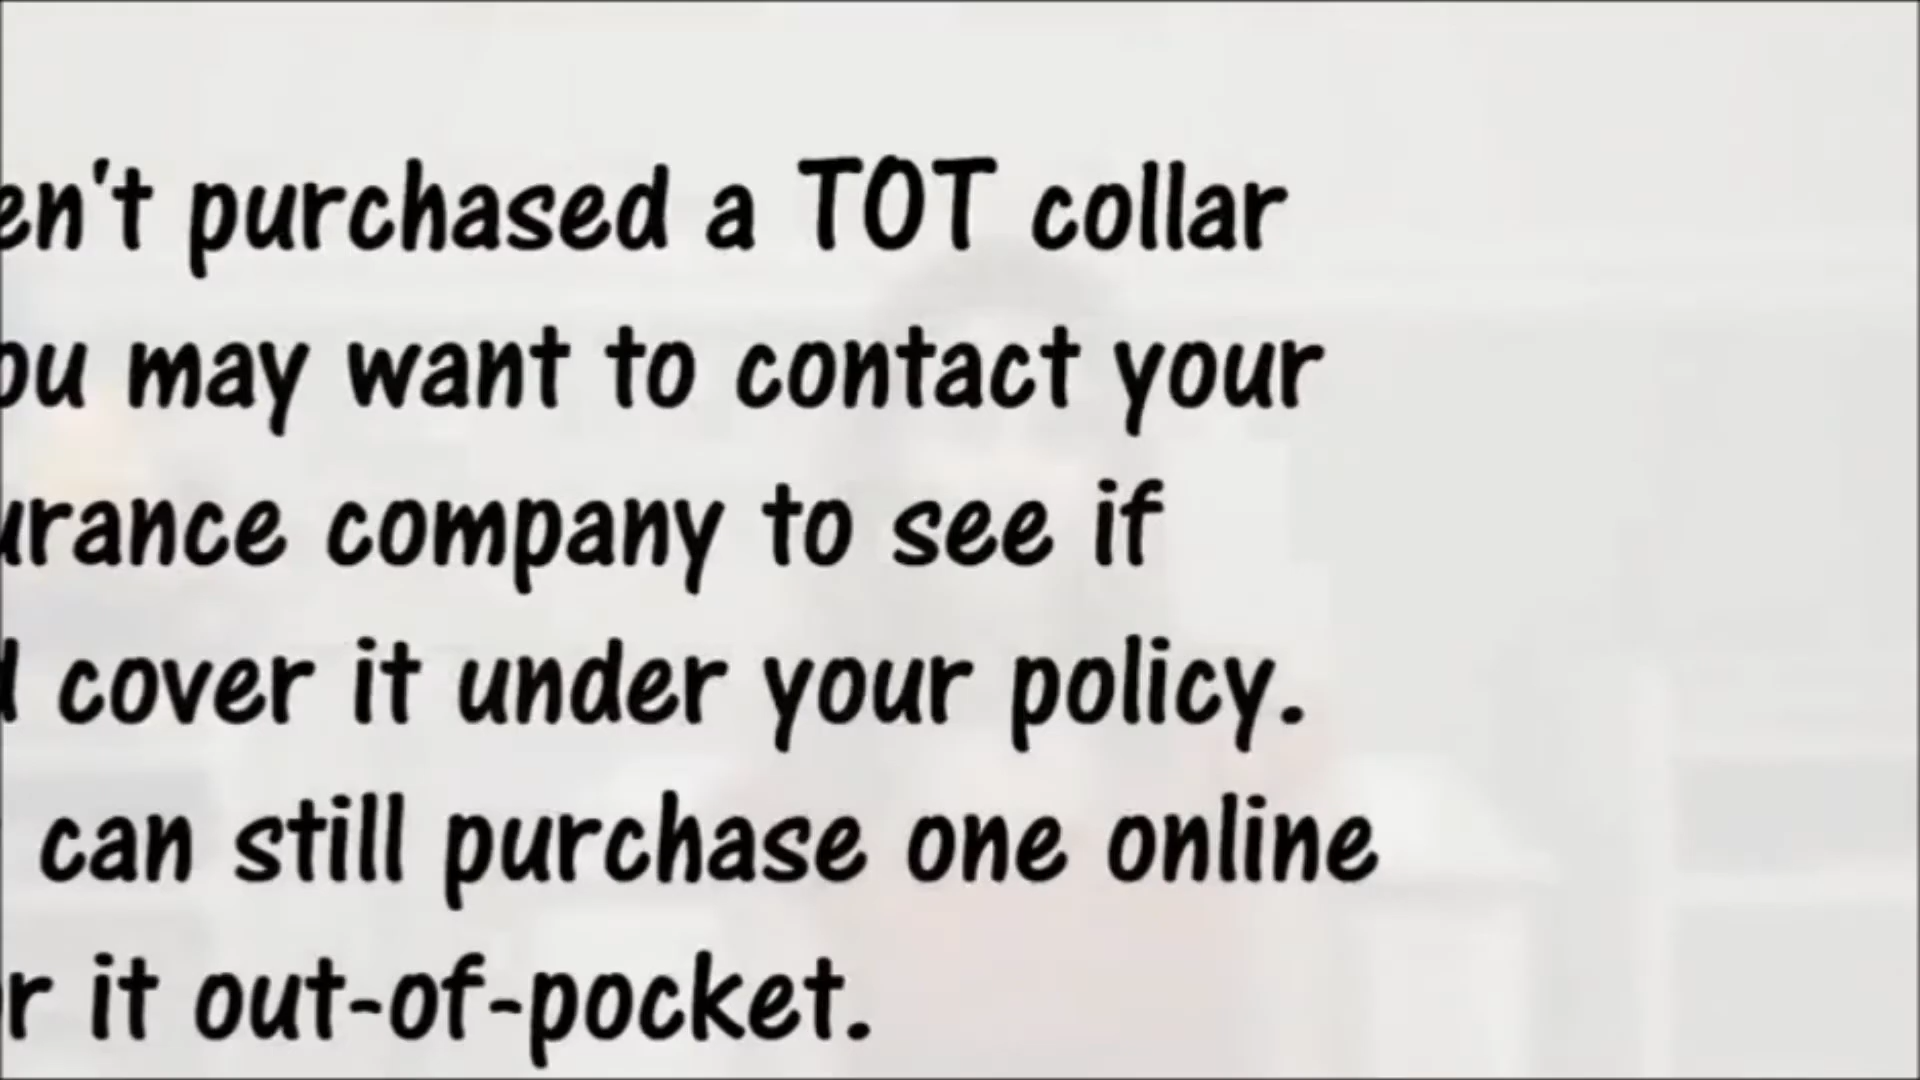 en't purchased a TOT collar
ou may want to contact your
urance company to see if
d cover it under your policy.
can still purchase one online
r it out-of-pocket.